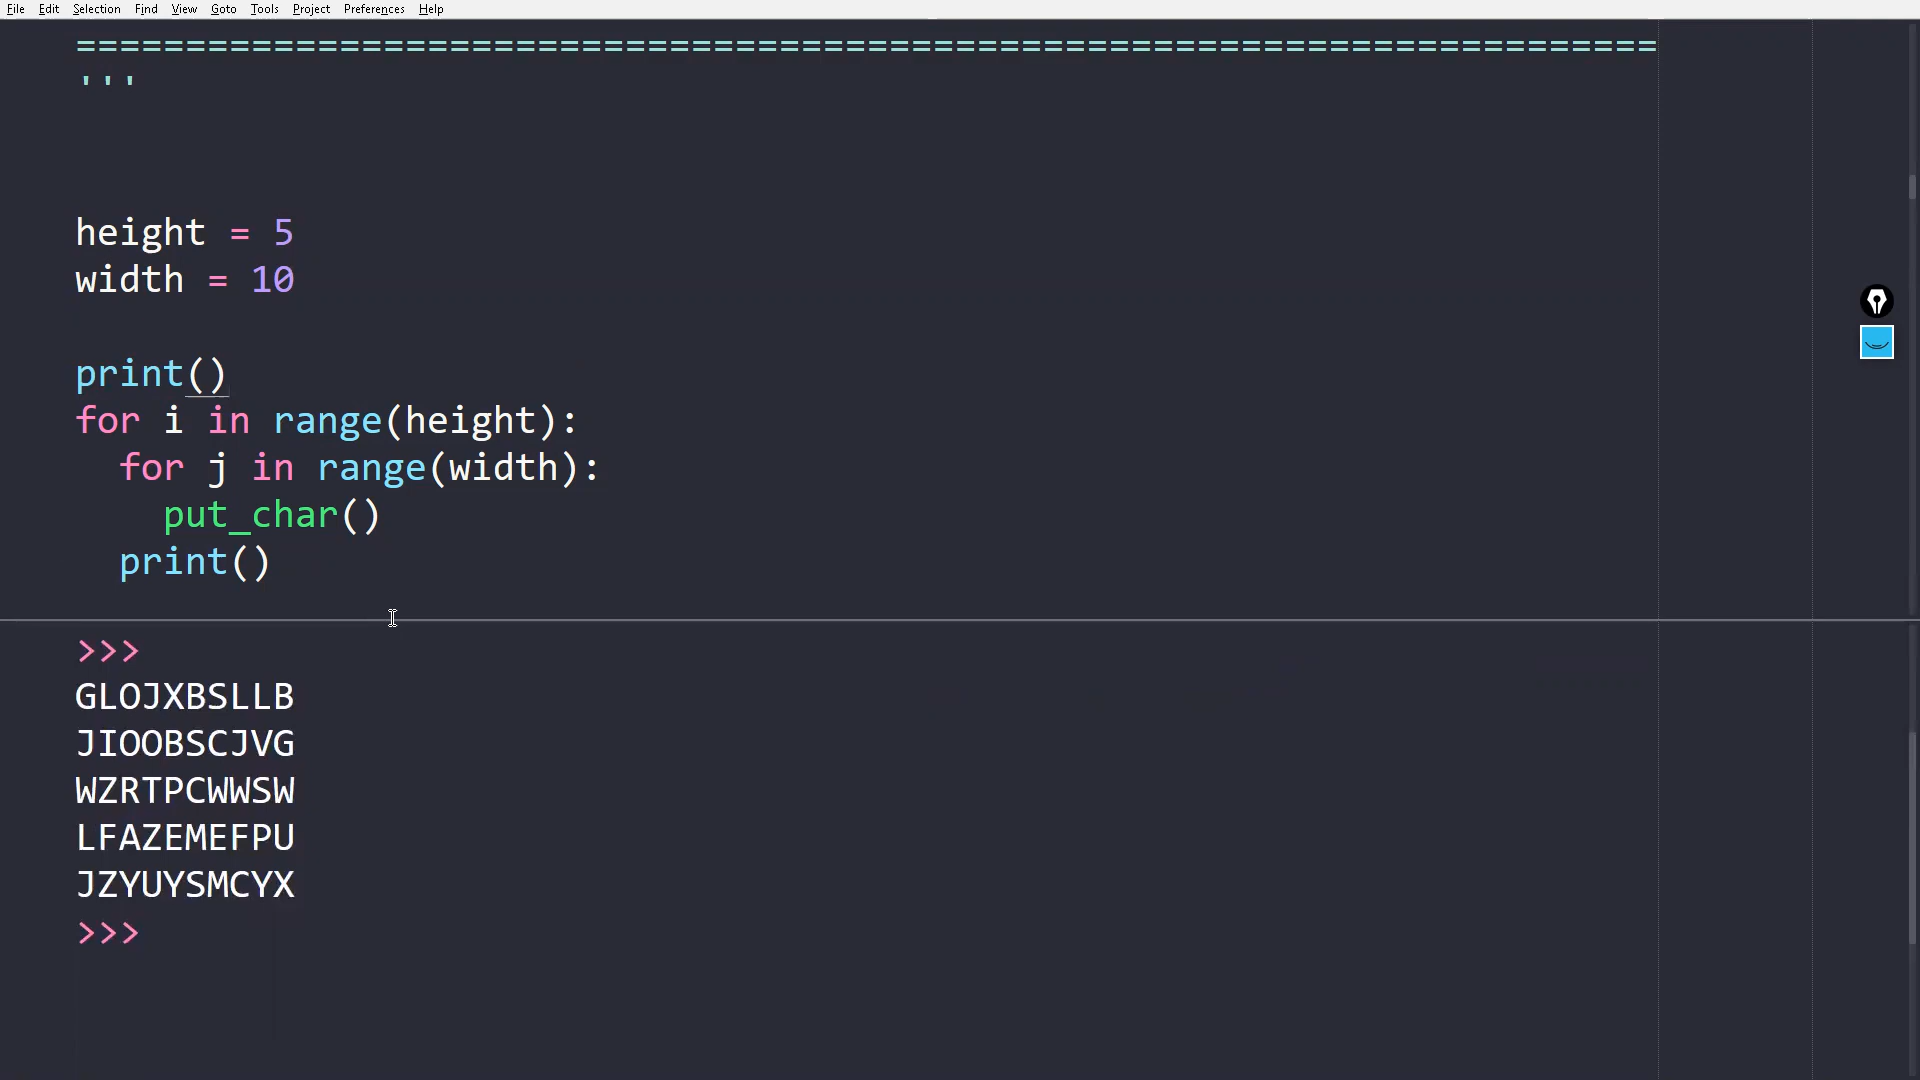 File Edit Selection Find View Goto Tools Project Preferences Help
========================================================================
'''
height = 5
width = 10
print()
for i in range(height):
  for j in range(width):
    put_char()
  print()
>>>
GLOJXBSLLB
JIOOBSCJVG
WZRTPCWWSW
LFAZEMEFPU
JZYUYSMCYX
>>>